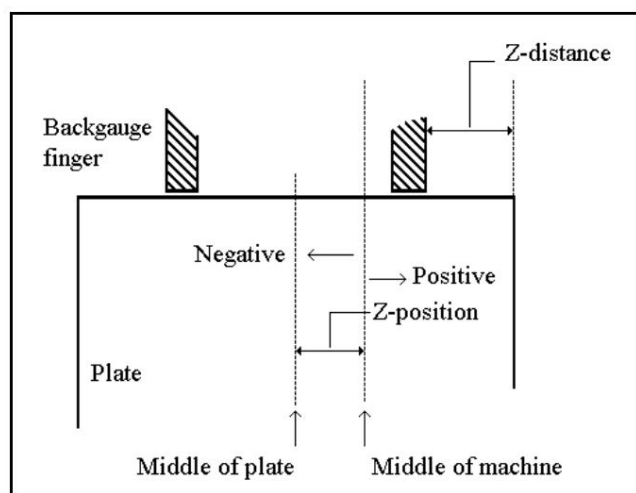 Z-distance
Backgauge
finger
Negative
Positive
Z-position
Plate
Middle of plate
Middle of machine